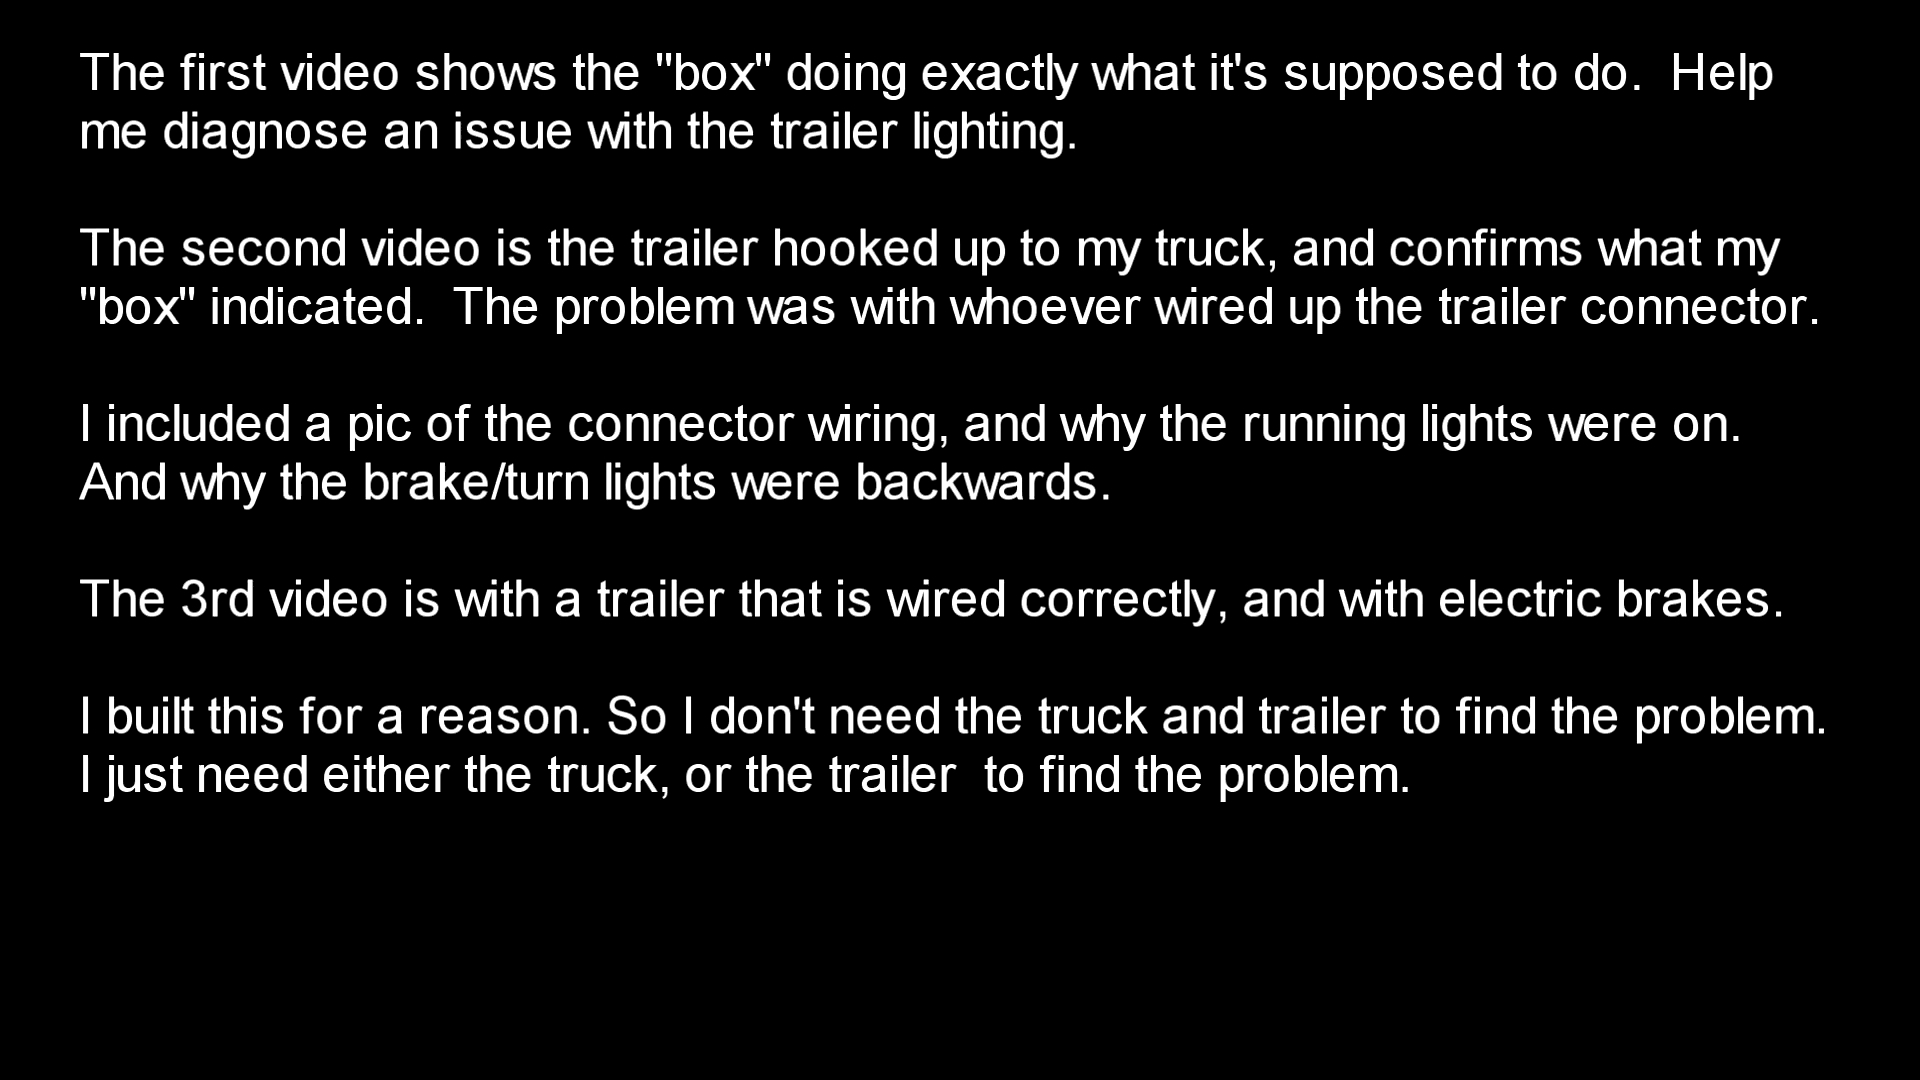 The first video shows the "box" doing exactly what it's supposed to do.  Help
me diagnose an issue with the trailer lighting.
The second video is the trailer hooked up to my truck, and confirms what my
"box" indicated.  The problem was with whoever wired up the trailer connector.
I included a pic of the connector wiring, and why the running lights were on.
And why the brake/turn lights were backwards.
The 3rd video is with a trailer that is wired correctly, and with electric brakes.
I built this for a reason. So I don't need the truck and trailer to find the problem.
I just need either the truck, or the trailer  to find the problem.